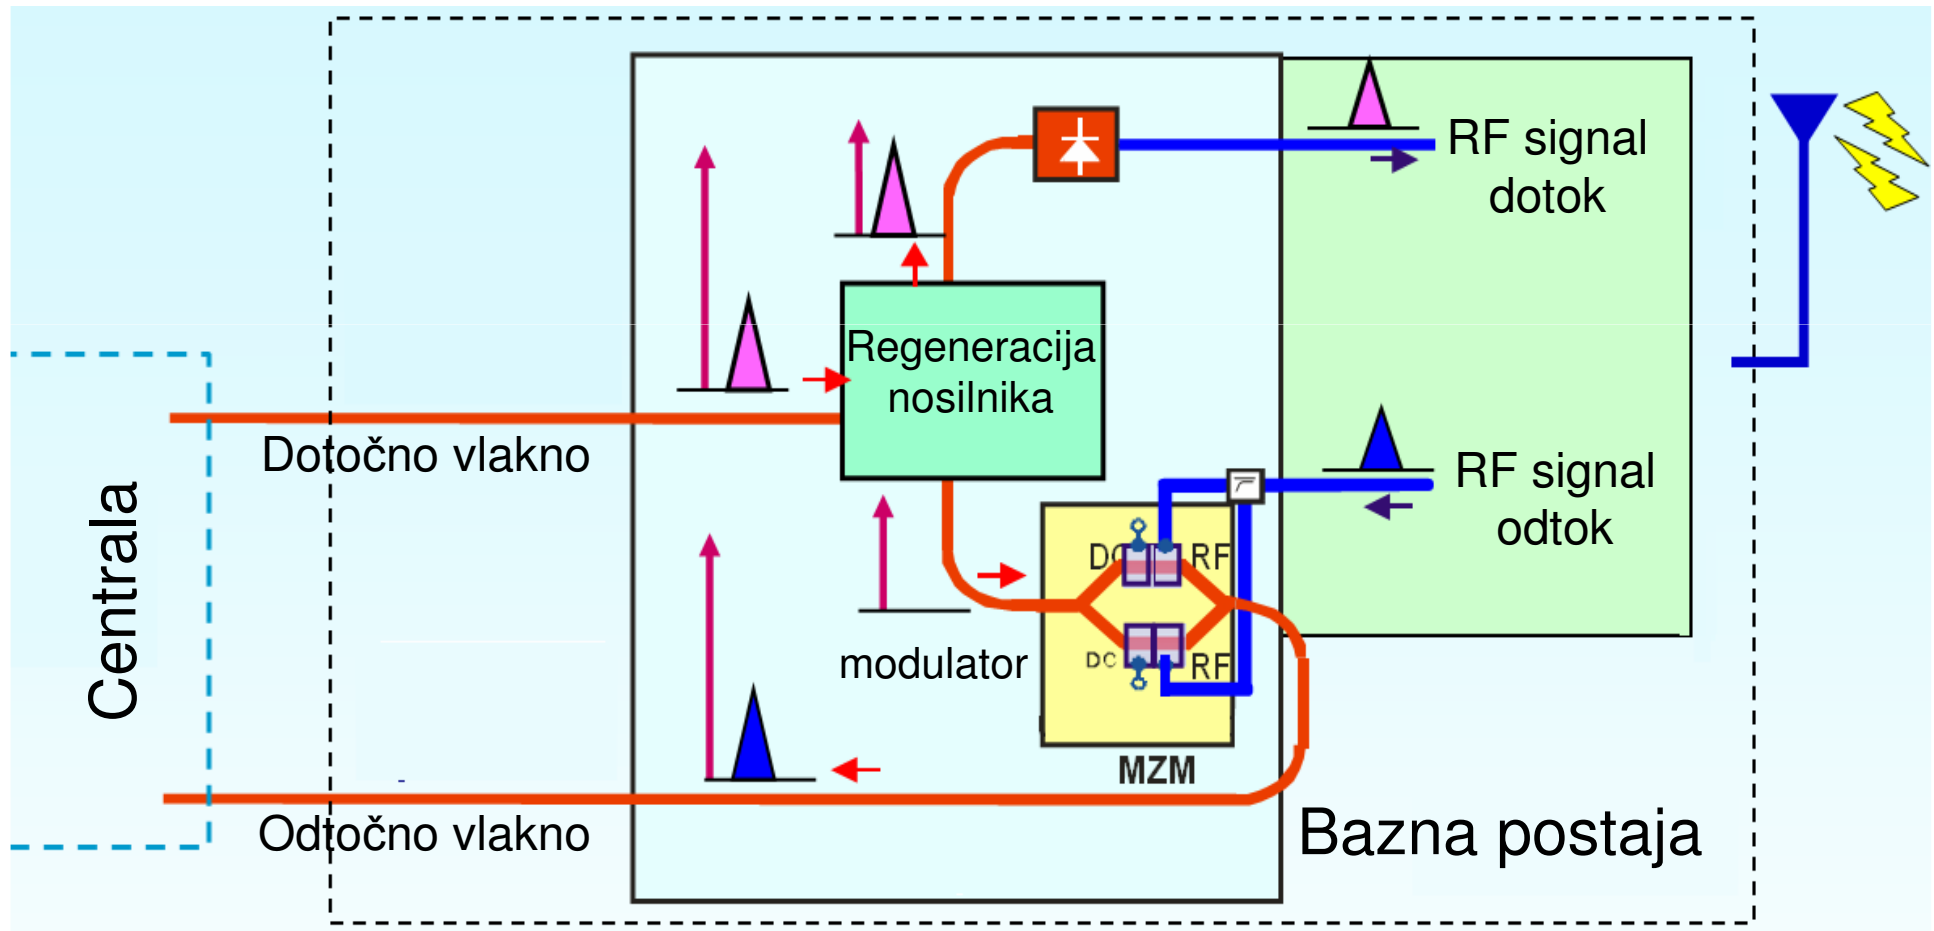 RF signal
dotok
Regeneracija
nosilnika
Dotočno vlakno
RF signal
odtok
Centrala
DC
RF
modulator
DC
RF
MZM
Odtočno vlakno
Bazna postaja